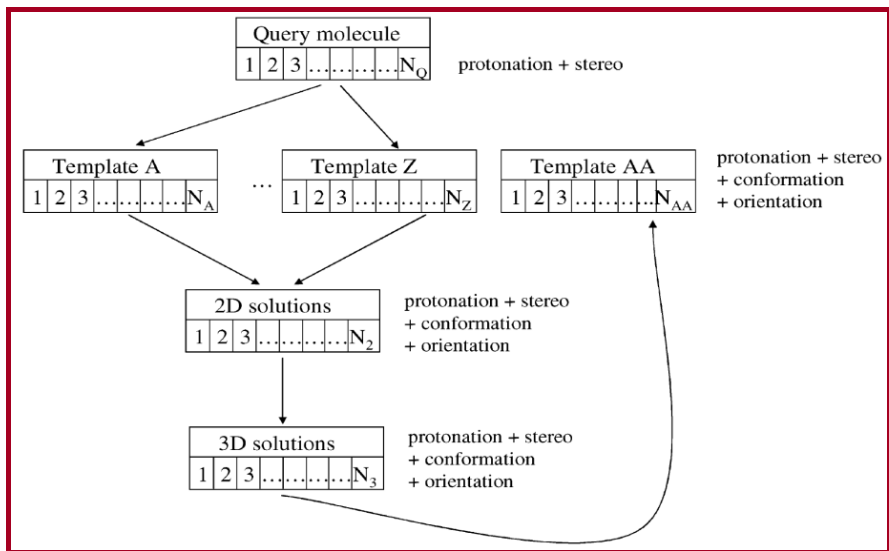 Query molecule
1 2 3 ............ N_Q
protonation + stereo
Template A
1 2 3 ............ N_A
...
Template Z
1 2 3 ............ N_Z
Template AA
1 2 3 ............ N_AA
protonation + stereo
+ conformation
+ orientation
2D solutions
1 2 3 ............ N_2
protonation + stereo
+ conformation
+ orientation
3D solutions
1 2 3 ............ N_3
protonation + stereo
+ conformation
+ orientation